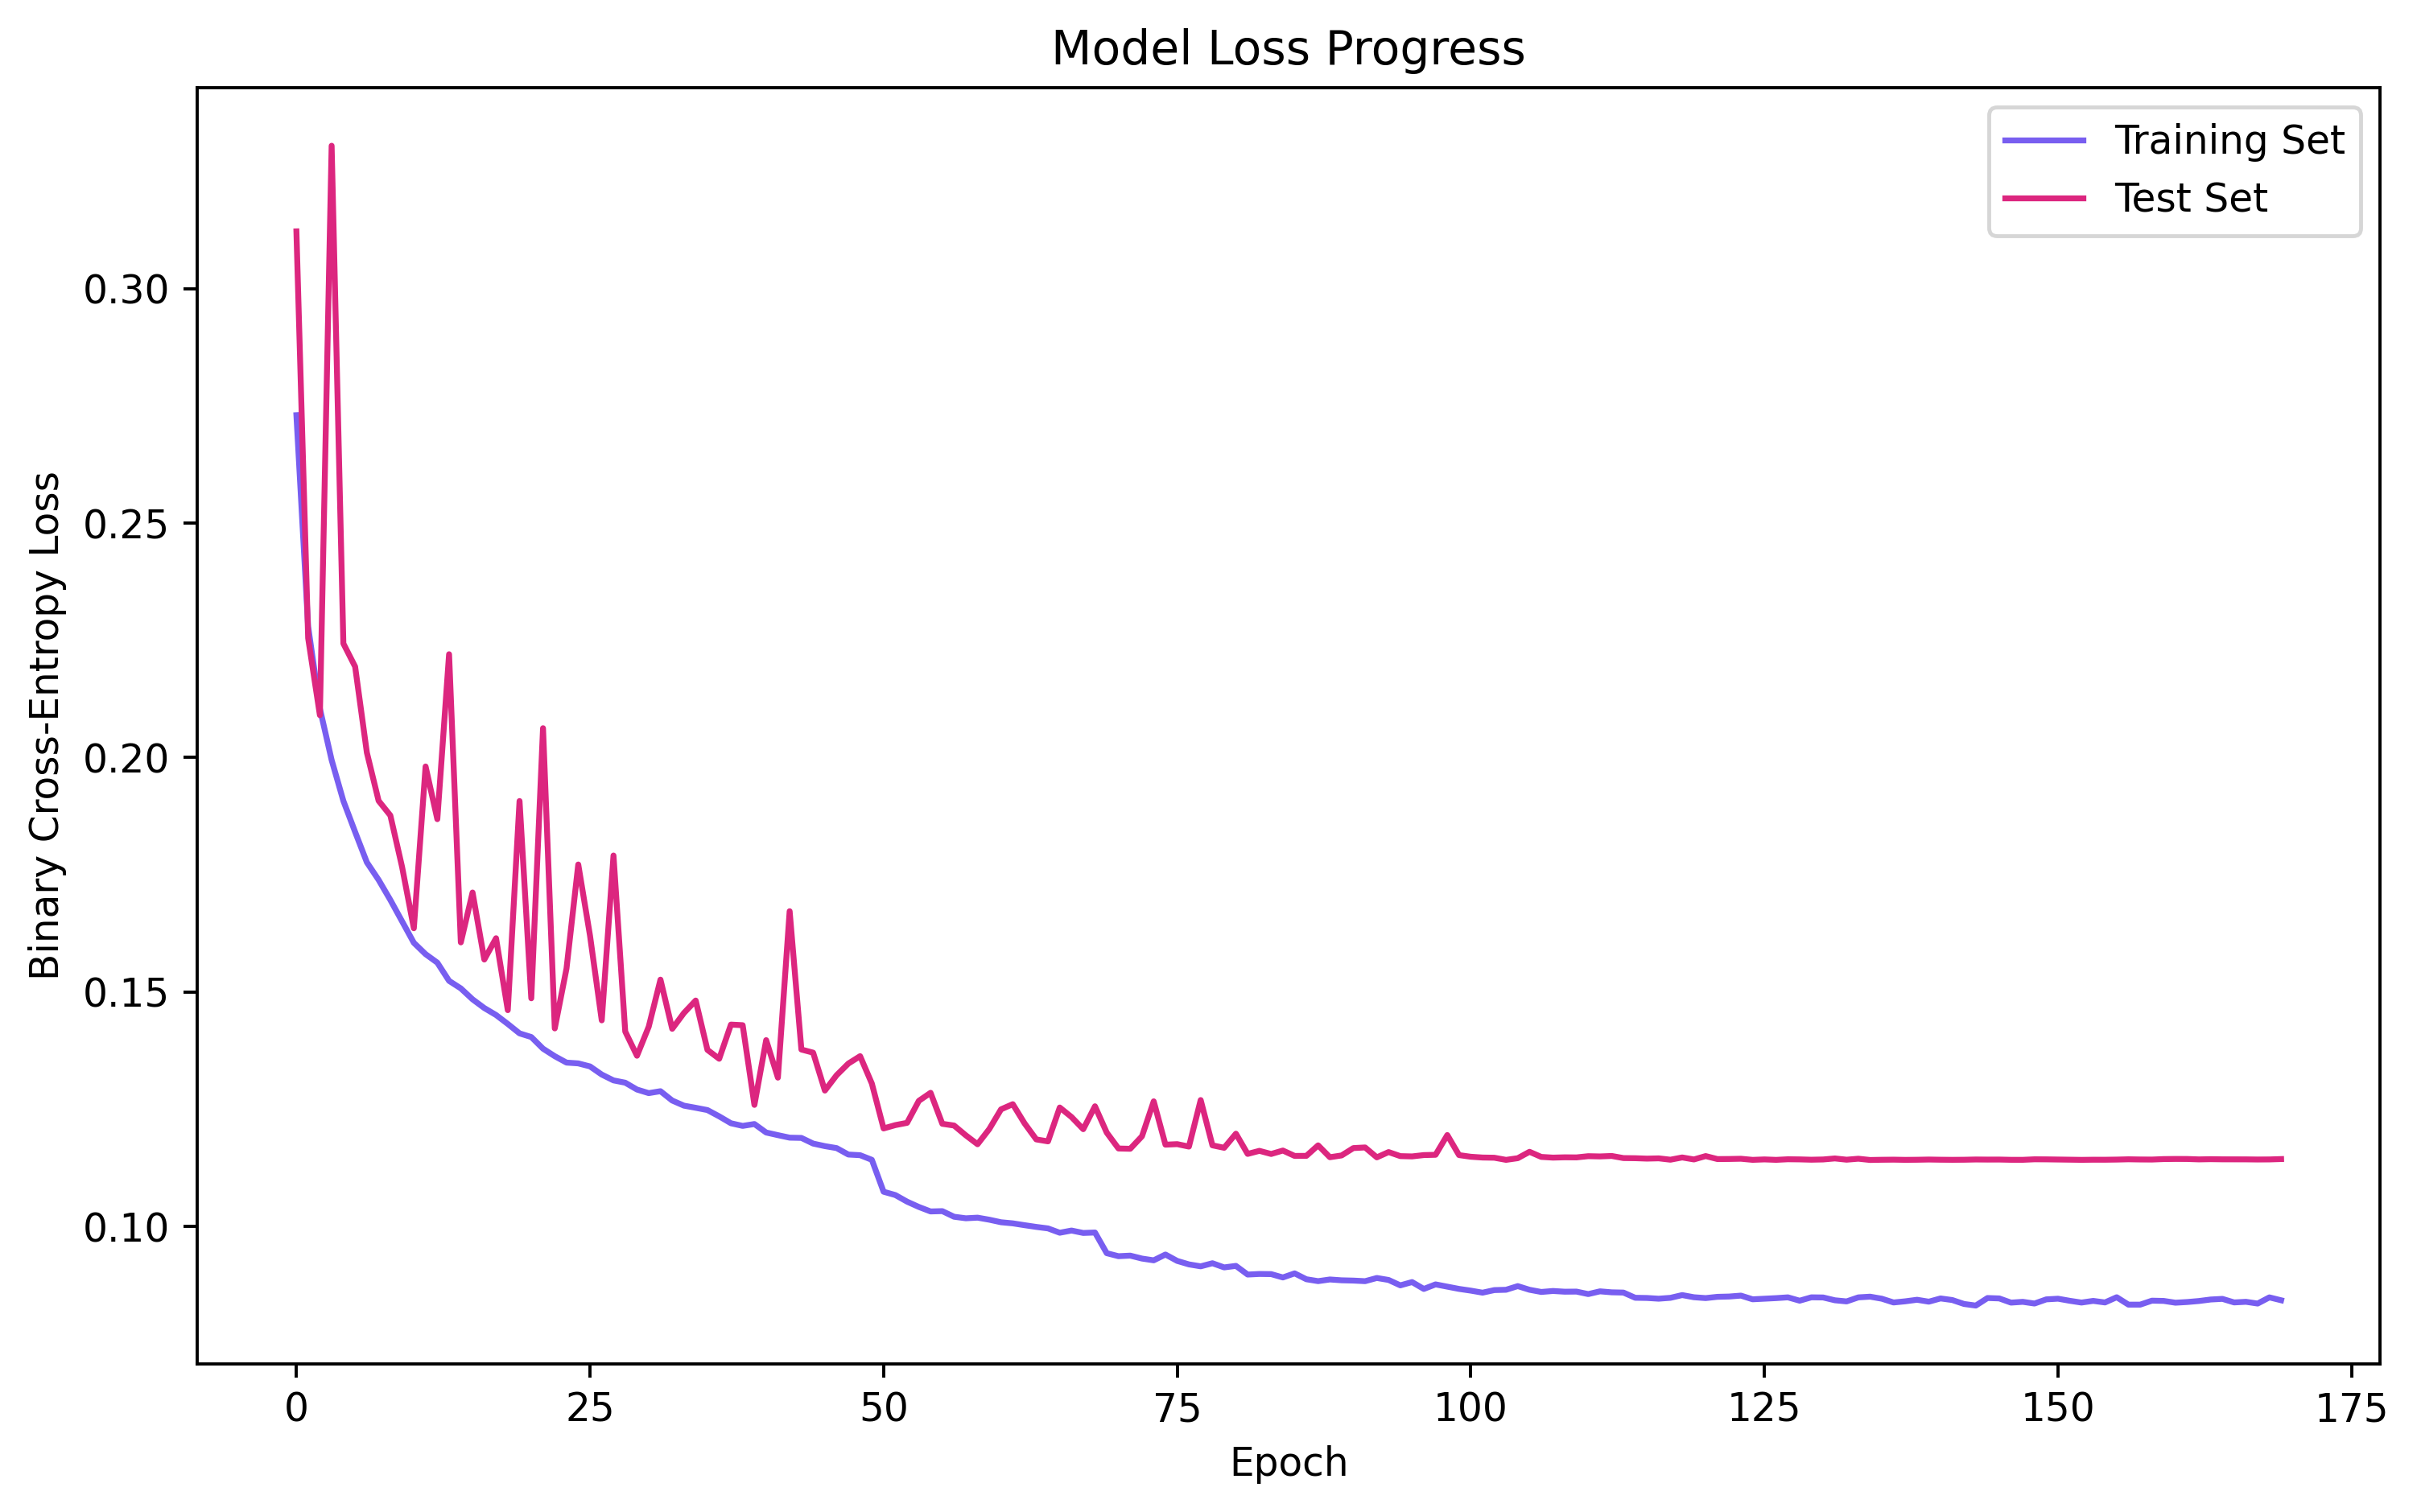 Model Loss Progress
Training Set
Test Set
Binary Cross-Entropy Loss
0.30
0.25
0.20
0.15
0.10
0 25 50 75 100 125 150 175
Epoch